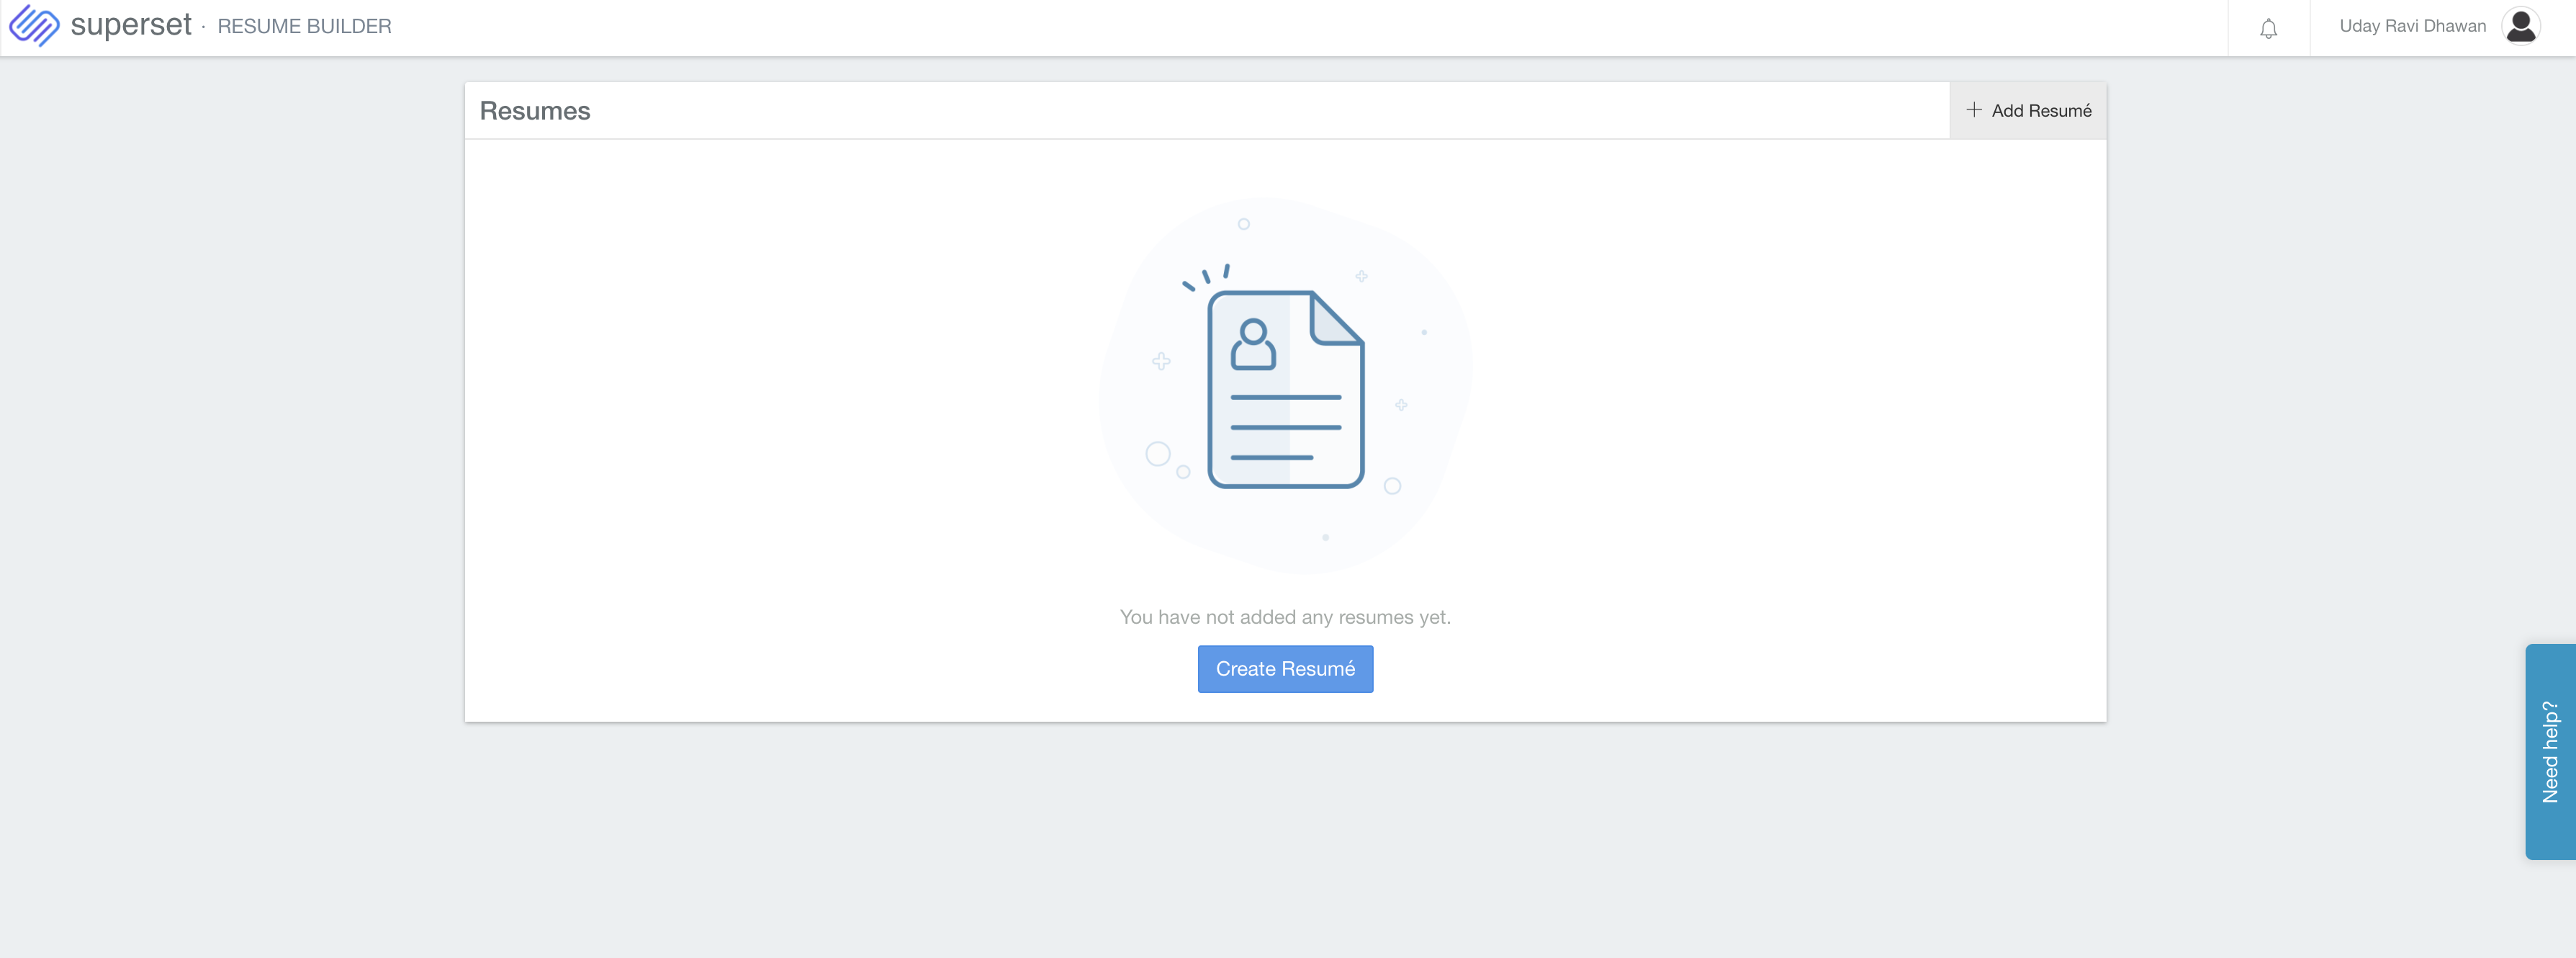 superset · RESUME BUILDER
Uday Ravi Dhawan
Resumes
Add Resumé
You have not added any resumes yet.
Create Resumé
Need help?